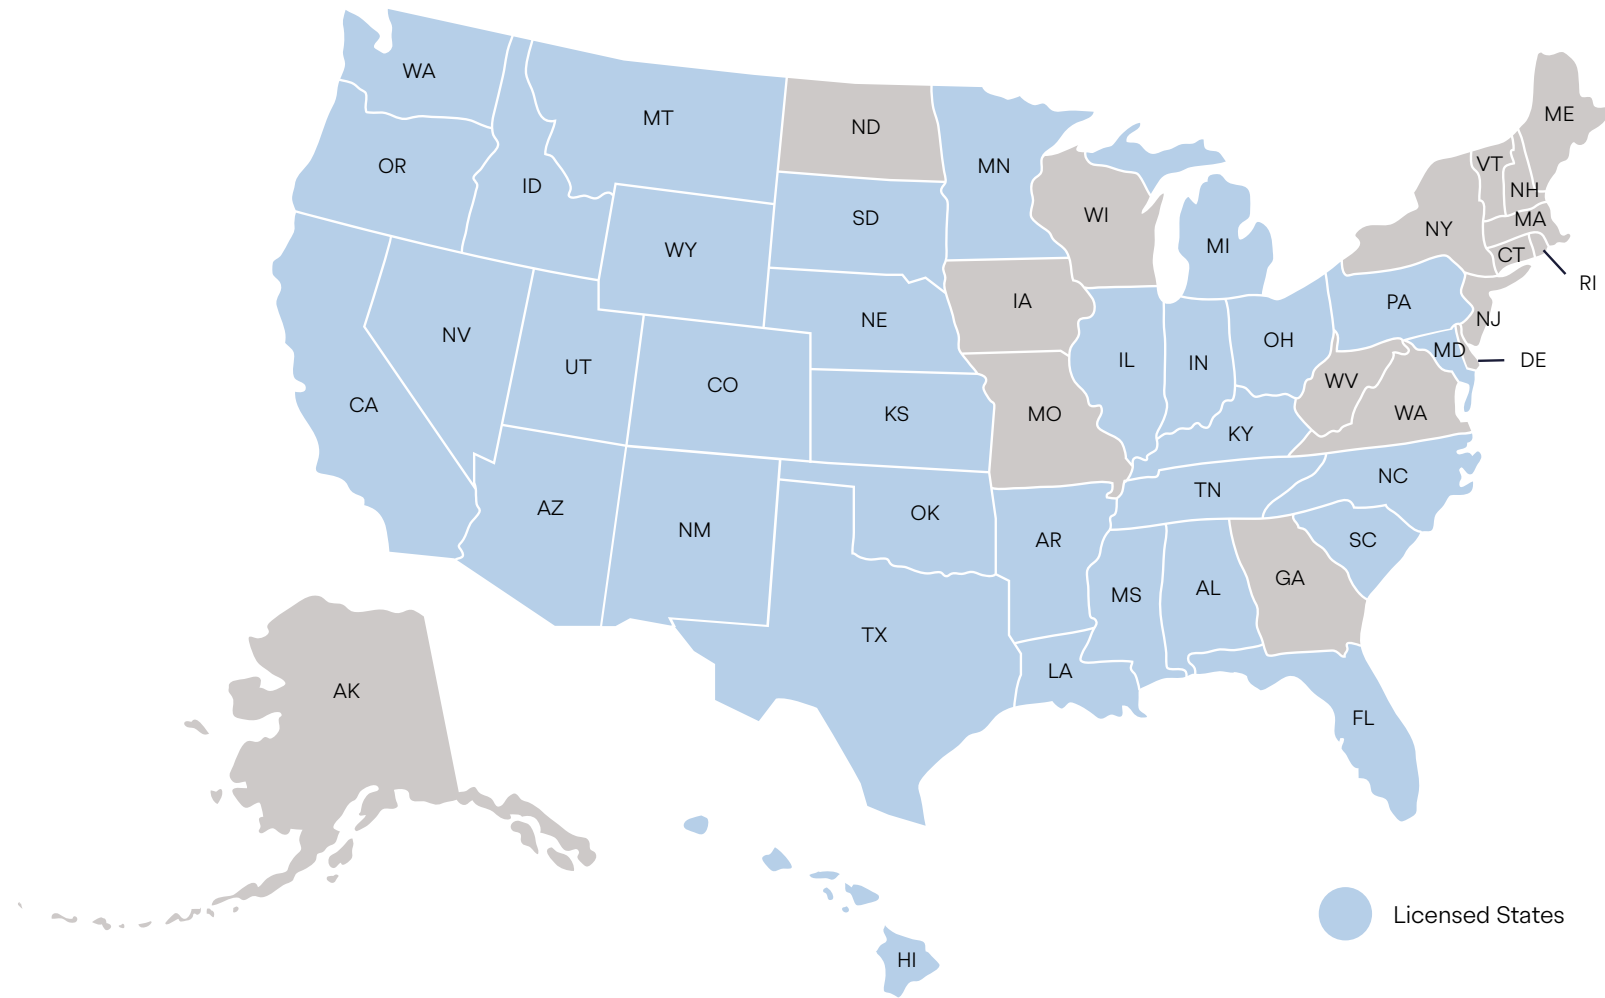 WA
MT
ND
ME
OR
ID
MN
VT
NH
SD
WI
MA
NY
WY
MI
CT
RI
IA
PA
NE
NJ
NV
OH
MD
DE
UT
IL
IN
CO
WV
CA
KS
MO
WA
KY
NC
TN
AZ
OK
NM
AR
SC
GA
MS
AL
TX
LA
AK
FL
Licensed States
HI